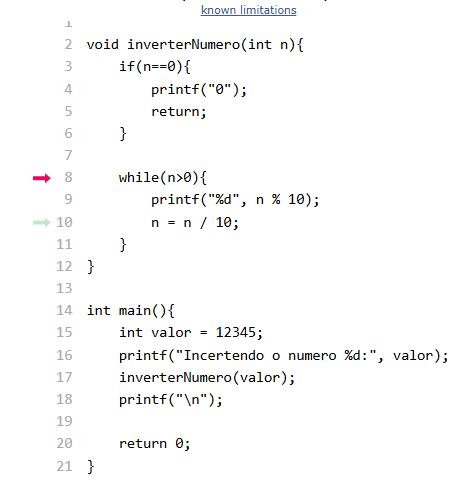 known limitations
1
2 void inverterNumero(int n){
3 if(n==0){
4 printf("0");
5 return;
6 }
7
8 while(n>0){
9 printf("%d", n % 10);
10 n = n / 10;
11 }
12 }
13
14 int main(){
15 int valor = 12345;
16 printf("Incertendo o numero %d:", valor);
17 inverterNumero(valor);
18 printf("\n");
19
20 return 0;
21 }